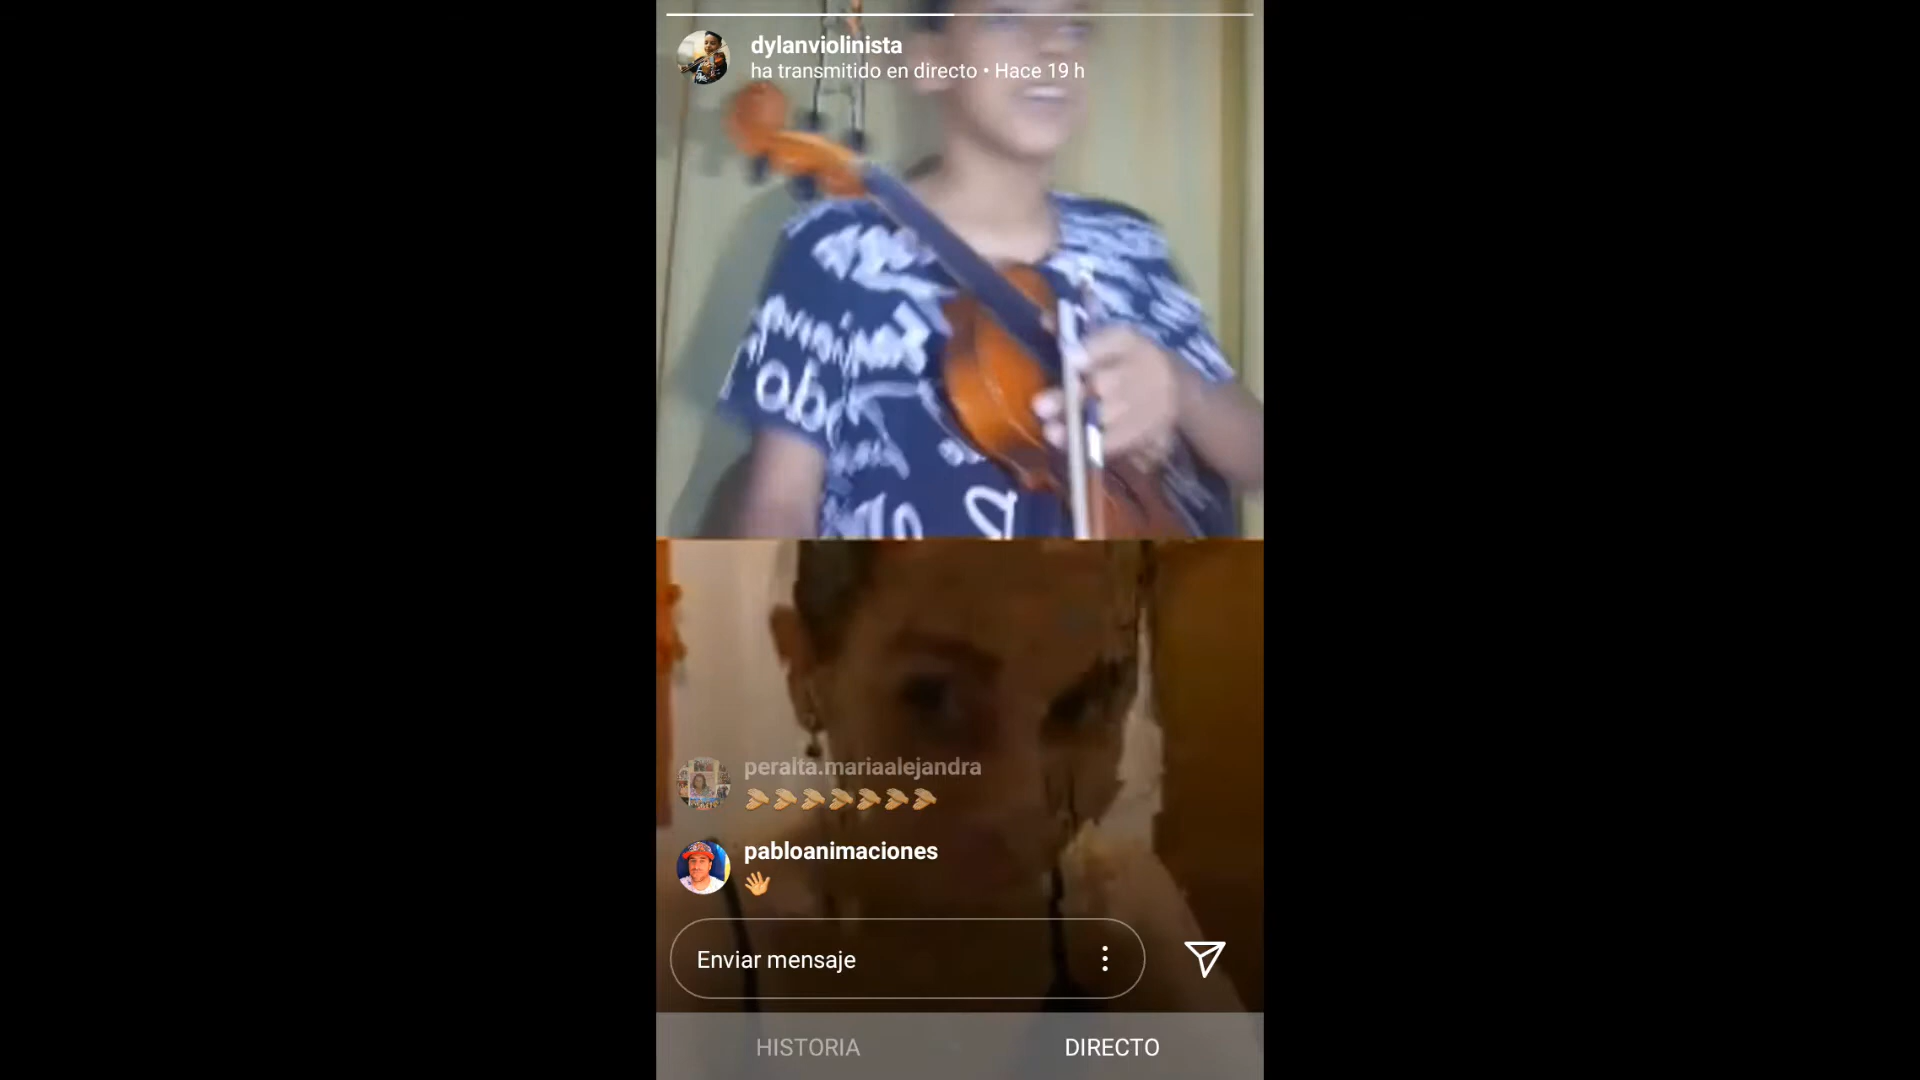 dylanviolinista
ha transmitido en directo • Hace 19 h
peralta.mariaalejandra
pabloanimaciones
Enviar mensaje
HISTORIA
DIRECTO